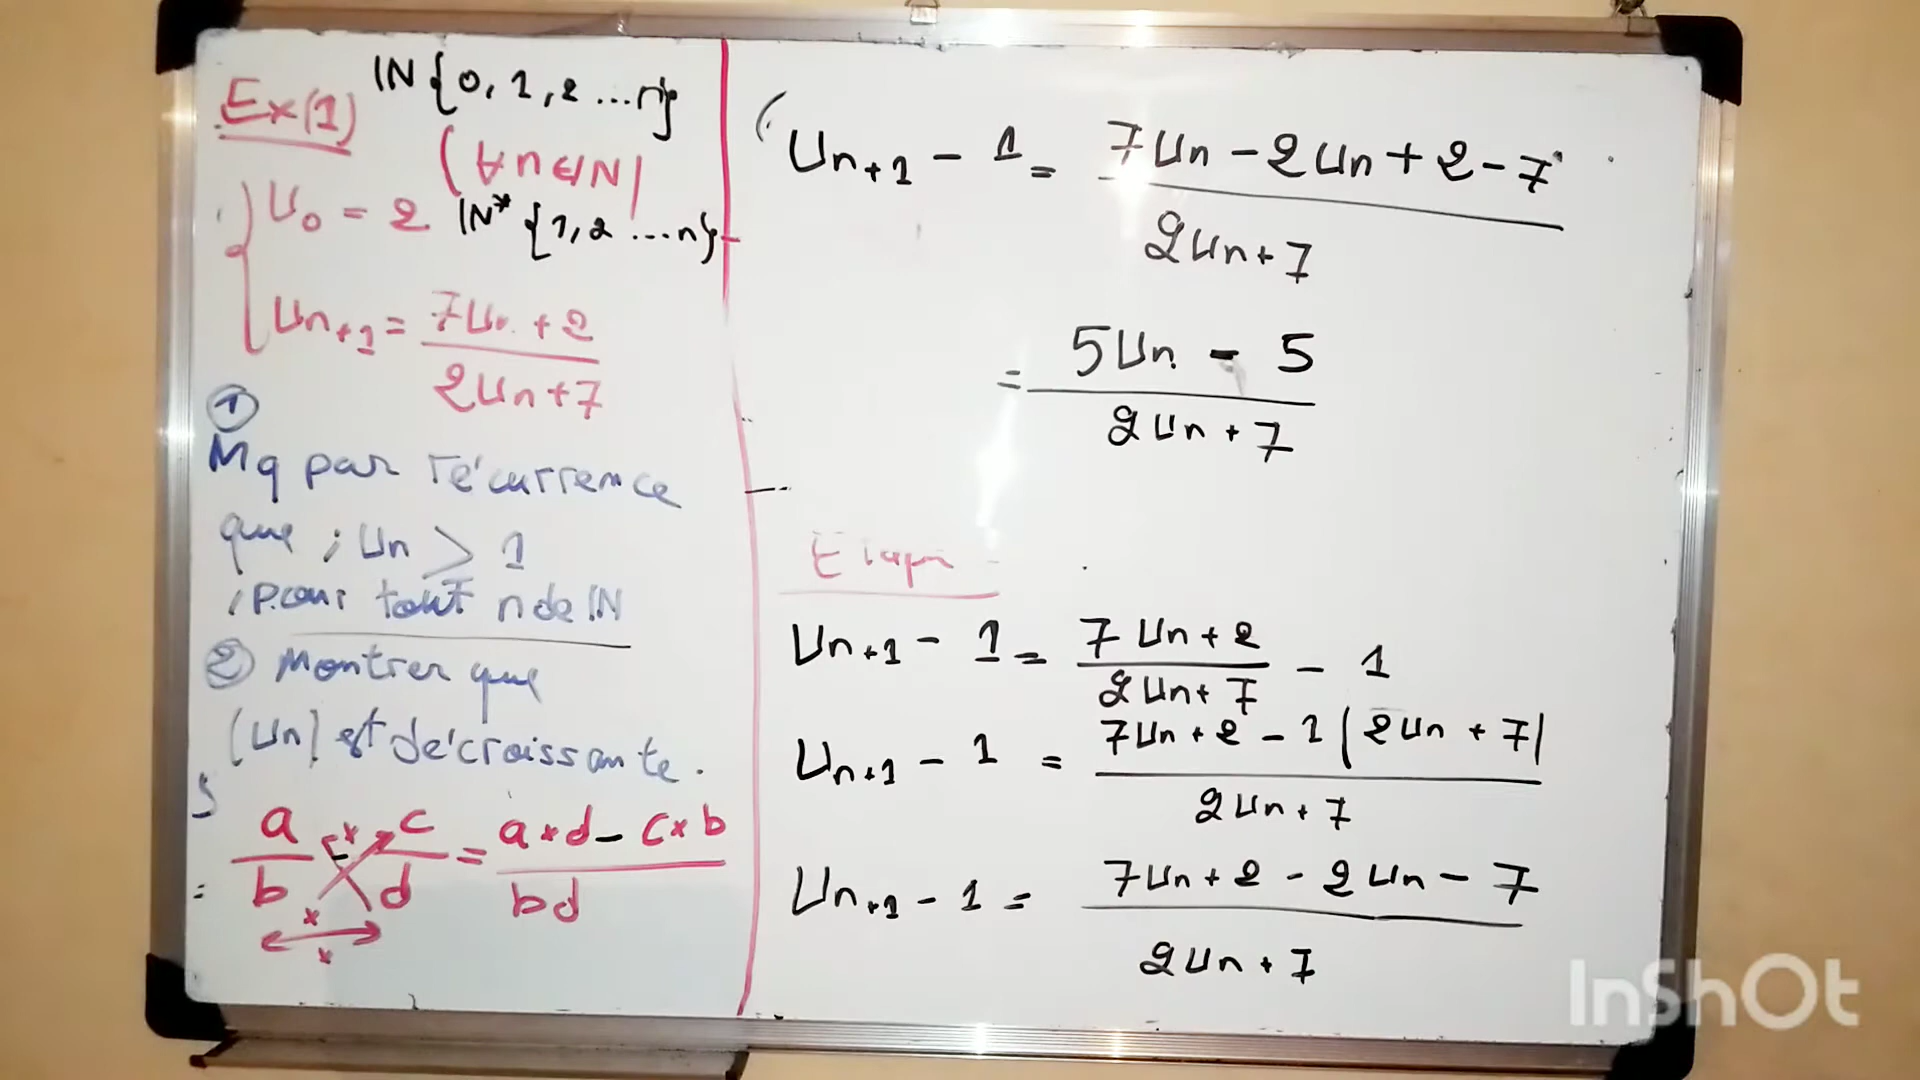 Ex(1) IN{0,1,2...n}
(∀n∈IN)
U₀ = 2 IN* {1,2...n}
Uₙ₊₁ = (7Uₙ + 2)/(2Uₙ + 7)
①
Mq par récurrence
que ; Uₙ > 1
; pour tout n de IN
② Montrer que
(Uₙ) est décroissante.
a/b - c/d = (a×d - c×b)/bd
Uₙ₊₁ - 1 = (7Uₙ - 2Uₙ + 2 - 7)/(2Uₙ + 7)
= (5Uₙ - 5)/(2Uₙ + 7)
Uₙ₊₁ - 1 = (7Uₙ + 2)/(2Uₙ + 7) - 1
Uₙ₊₁ - 1 = (7Uₙ + 2 - 1(2Uₙ + 7))/(2Uₙ + 7)
Uₙ₊₁ - 1 = (7Uₙ + 2 - 2Uₙ - 7)/(2Uₙ + 7)
InShOt